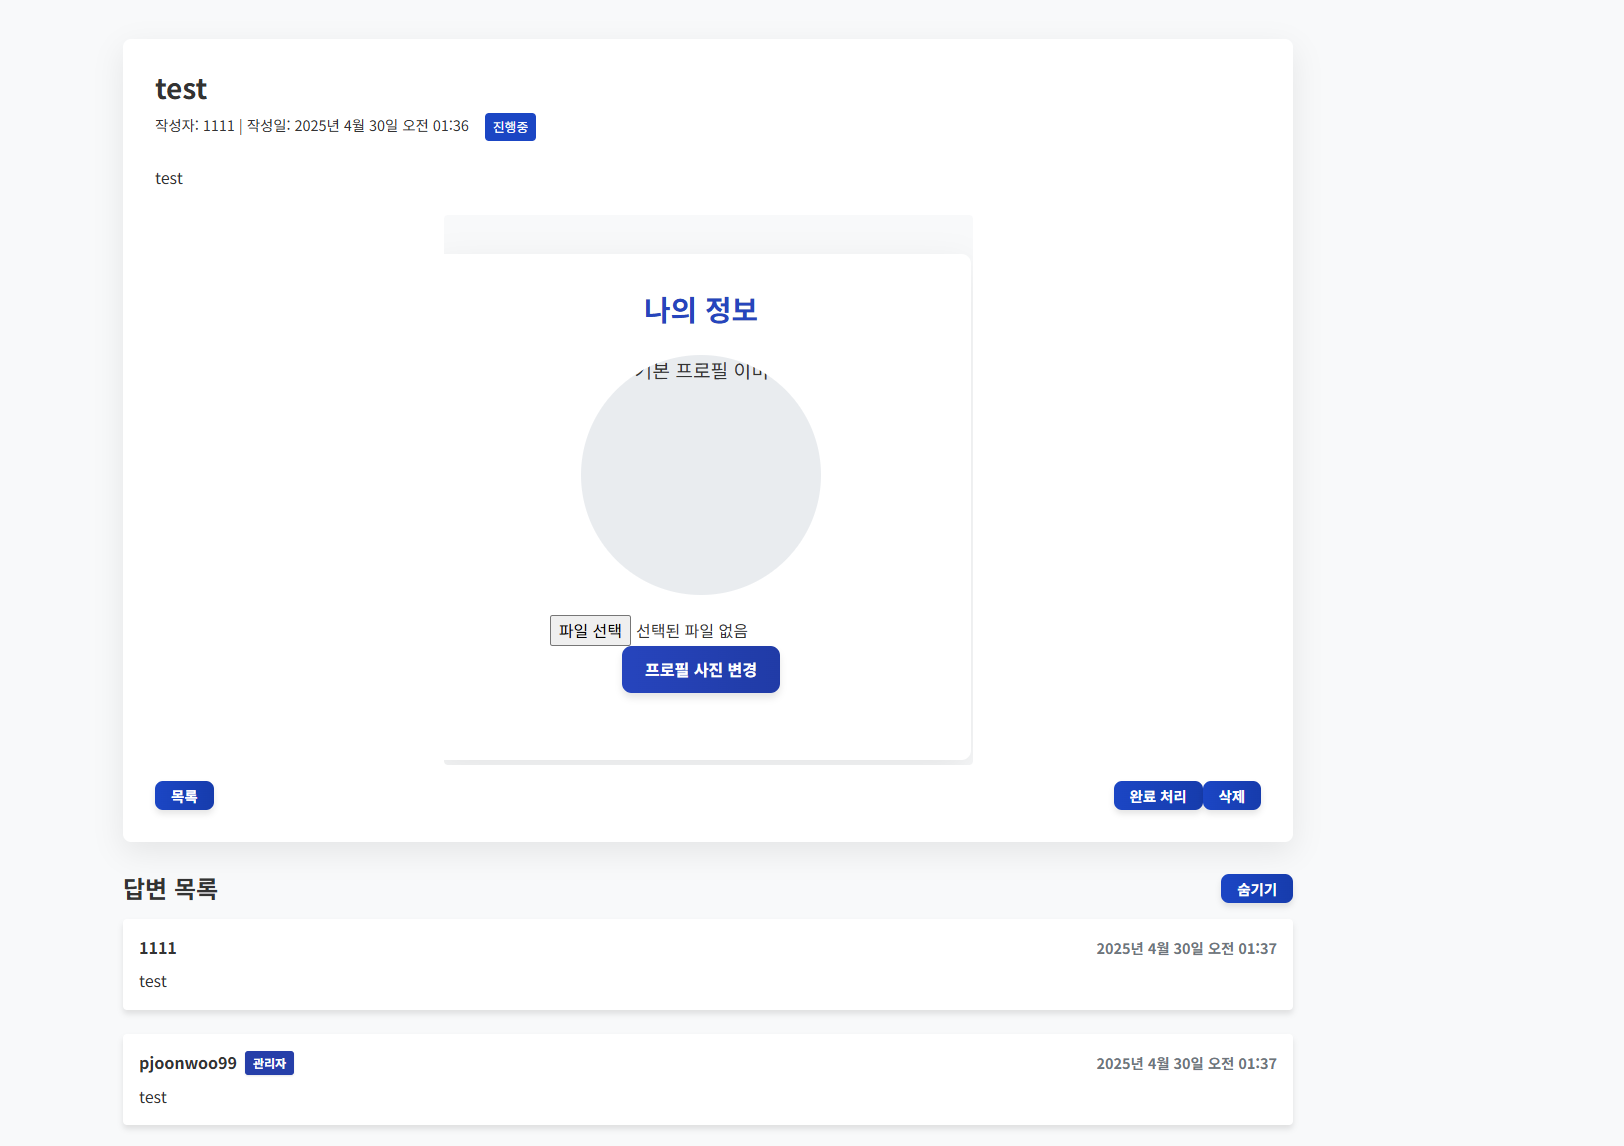 test
작성자: 1111 | 작성일: 2025년 4월 30일 오전 01:36 진행중
test
나의 정보
기본 프로필 이미
파일 선택 선택된 파일 없음
프로필 사진 변경
목록 완료 처리 삭제
답변 목록 숨기기
1111 2025년 4월 30일 오전 01:37
test
pjoonwoo99 관리자 2025년 4월 30일 오전 01:37
test